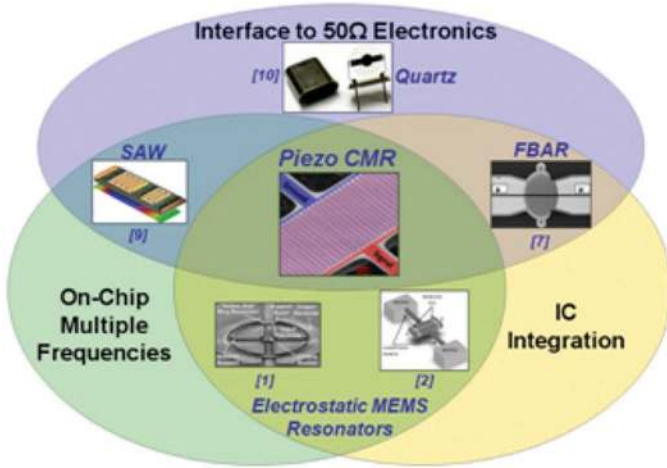 Interface to 50Ω Electronics
[10]
Quartz
SAW
Piezo CMR
FBAR
[9]
[7]
On-Chip
Multiple
Frequencies
IC
Integration
[1]
[2]
Electrostatic MEMS
Resonators